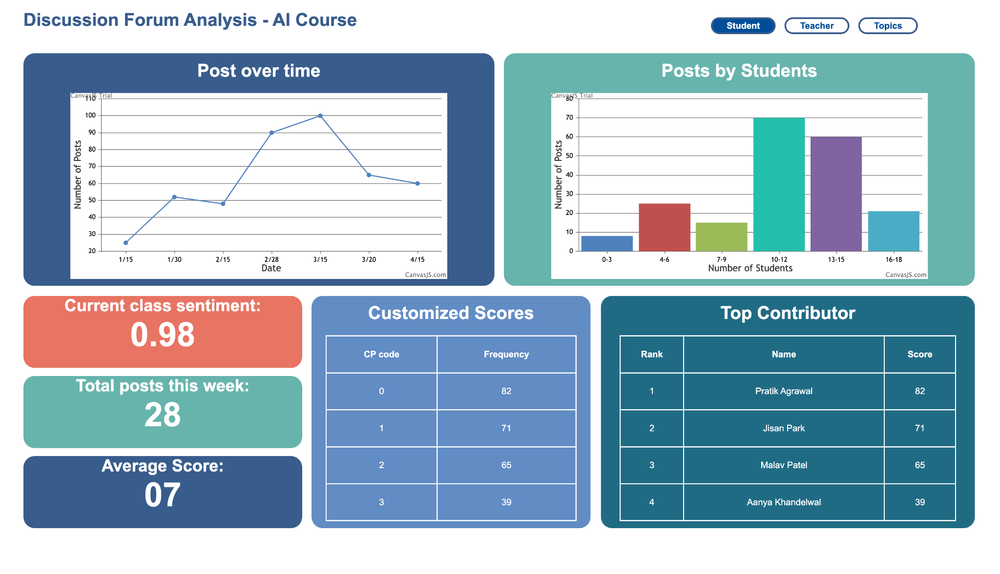 Discussion Forum Analysis - AI Course
Student
Teacher
Topics
Post over time
CanvasJS Trial
110
100
90
80
70
60
50
40
30
20
Number of Posts
1/15 1/30 2/15 2/28 3/15 3/20 4/15
Date
CanvasJS.com
Posts by Students
CanvasJS Trial
80
70
60
50
40
30
20
10
0
Number of Posts
0-3 4-6 7-9 10-12 13-15 16-18
Number of Students
CanvasJS.com
Current class sentiment:
0.98
Total posts this week:
28
Average Score:
07
Customized Scores
CP code Frequency
0 82
1 71
2 65
3 39
Top Contributor
Rank Name Score
1 Pratik Agrawal 82
2 Jisan Park 71
3 Malav Patel 65
4 Aanya Khandelwal 39